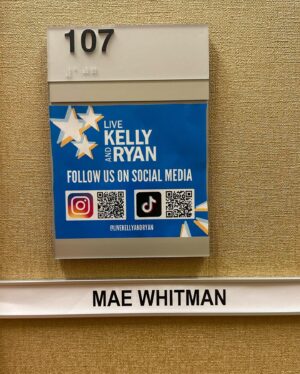 107
LIVE
KELLY
AND RYAN
FOLLOW US ON SOCIAL MEDIA
@LIVEKELLYANDRYAN
MAE WHITMAN